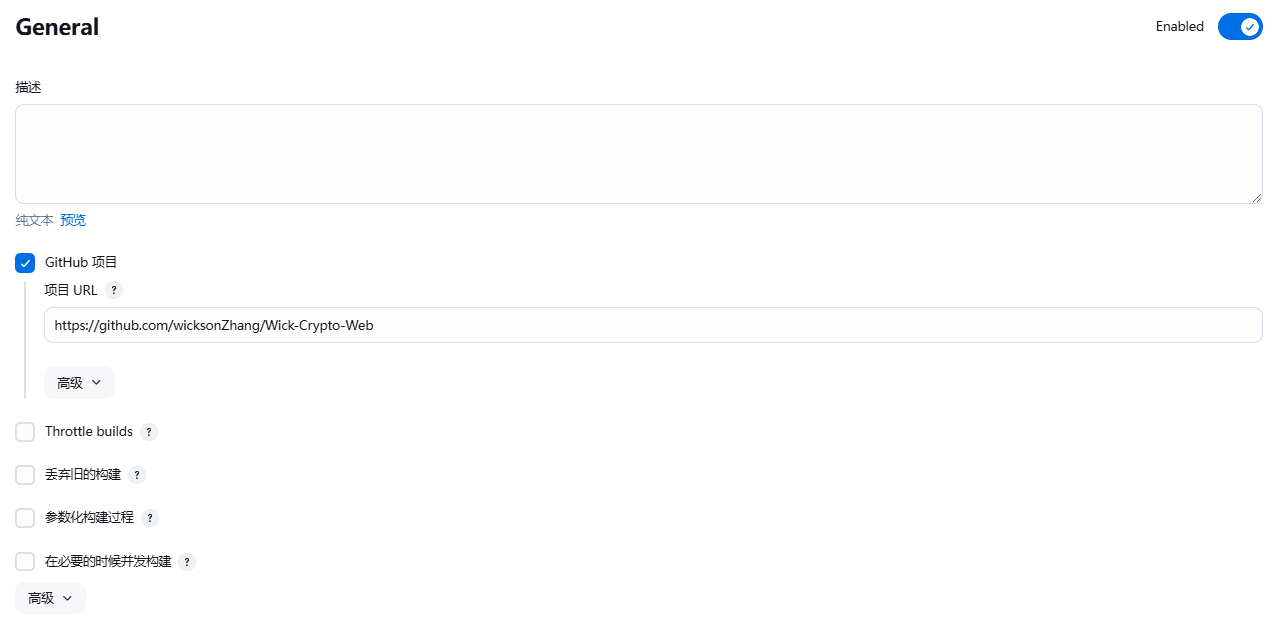 General
Enabled
描述
纯文本 预览
GitHub 项目
项目 URL ?
https://github.com/wicksonZhang/Wick-Crypto-Web
高级
Throttle builds ?
丢弃旧的构建 ?
参数化构建过程 ?
在必要的时候并发构建 ?
高级